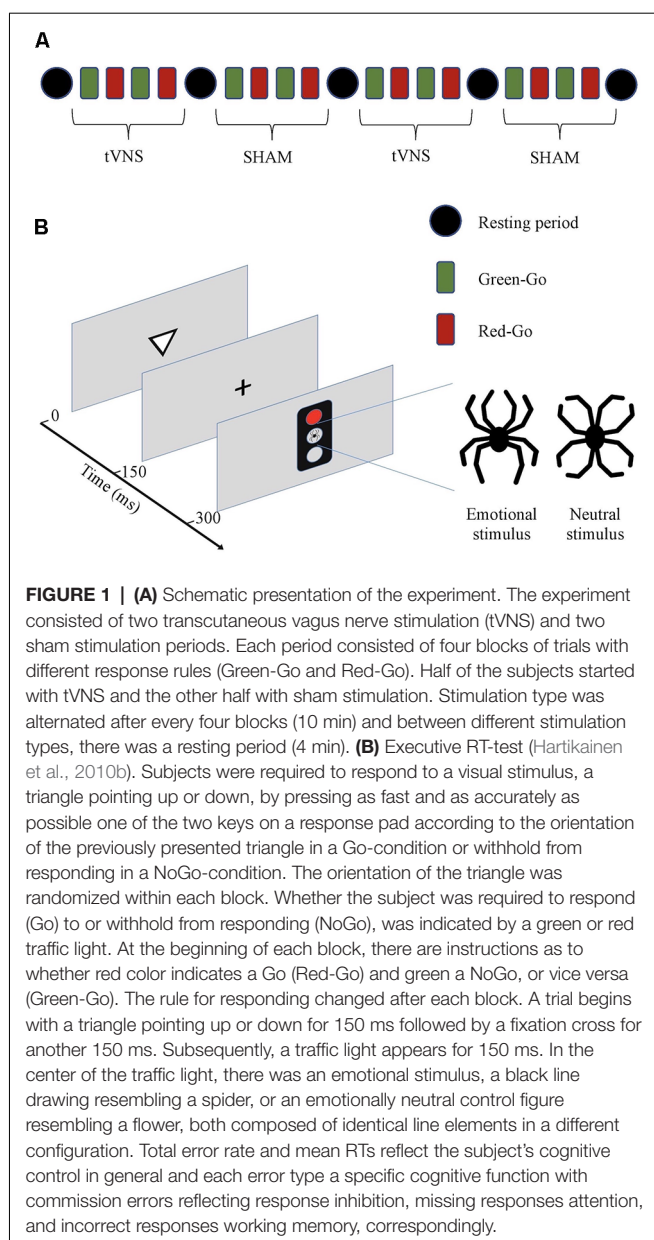 A
tVNS SHAM tVNS SHAM
B
Resting period
Green-Go
Red-Go
0
150
300
Time (ms)
Emotional stimulus
Neutral stimulus
FIGURE 1 | (A) Schematic presentation of the experiment. The experiment
consisted of two transcutaneous vagus nerve stimulation (tVNS) and two
sham stimulation periods. Each period consisted of four blocks of trials with
different response rules (Green-Go and Red-Go). Half of the subjects started
with tVNS and the other half with sham stimulation. Stimulation type was
alternated after every four blocks (10 min) and between different stimulation
types, there was a resting period (4 min). (B) Executive RT-test (Hartikainen
et al., 2010b). Subjects were required to respond to a visual stimulus, a
triangle pointing up or down, by pressing as fast and as accurately as
possible one of the two keys on a response pad according to the orientation
of the previously presented triangle in a Go-condition or withhold from
responding in a NoGo-condition. The orientation of the triangle was
randomized within each block. Whether the subject was required to respond
(Go) to or withhold from responding (NoGo), was indicated by a green or red
traffic light. At the beginning of each block, there are instructions as to
whether red color indicates a Go (Red-Go) and green a NoGo, or vice versa
(Green-Go). The rule for responding changed after each block. A trial begins
with a triangle pointing up or down for 150 ms followed by a fixation cross for
another 150 ms. Subsequently, a traffic light appears for 150 ms. In the
center of the traffic light, there was an emotional stimulus, a black line
drawing resembling a spider, or an emotionally neutral control figure
resembling a flower, both composed of identical line elements in a different
configuration. Total error rate and mean RTs reflect the subject's cognitive
control in general and each error type a specific cognitive function with
commission errors reflecting response inhibition, missing responses attention,
and incorrect responses working memory, correspondingly.